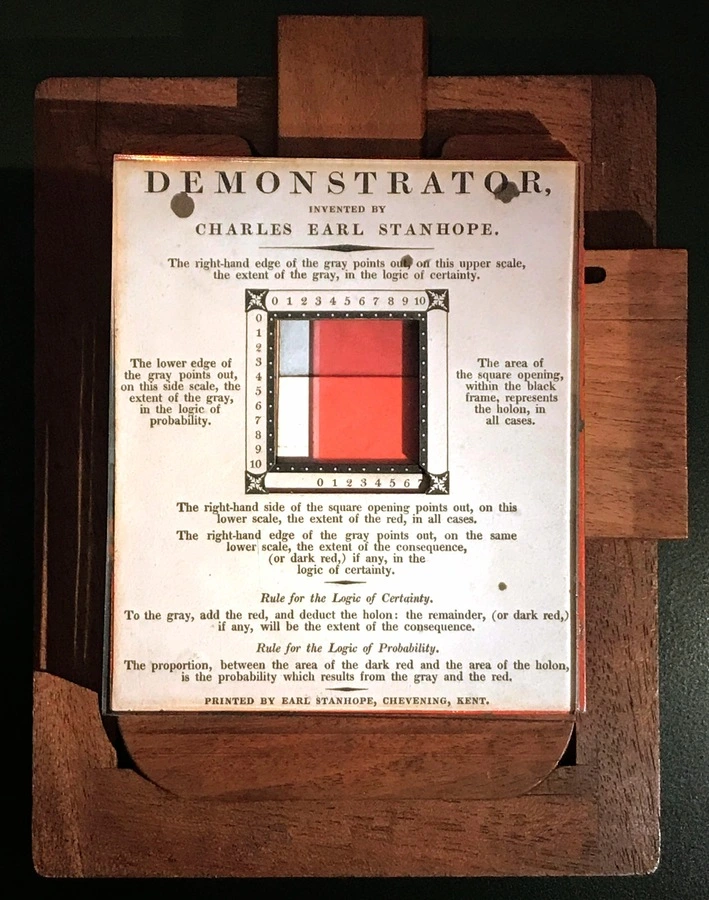 DEMONSTRATOR,
INVENTED BY
CHARLES EARL STANHOPE.
The right-hand edge of the gray points out, on this upper scale,
the extent of the gray, in the logic of certainty.
0 1 2 3 4 5 6 7 8 9 10
0
1
2
3
4
5
6
7
8
9
10
The lower edge of
the gray points out,
on this side scale, the
extent of the gray,
in the logic of
probability.
The area of
the square opening,
within the black
frame, represents
the holon, in
all cases.
0 1 2 3 4 5 6 7
The right-hand side of the square opening points out, on this
lower scale, the extent of the red, in all cases.
The right-hand edge of the gray points out, on the same
lower scale, the extent of the consequence,
(or dark red,) if any, in the
logic of certainty.
Rule for the Logic of Certainty.
To the gray, add the red, and deduct the holon: the remainder, (or dark red,)
if any, will be the extent of the consequence.
Rule for the Logic of Probability.
The proportion, between the area of the dark red and the area of the holon,
is the probability which results from the gray and the red.
PRINTED BY EARL STANHOPE, CHEVENING, KENT.